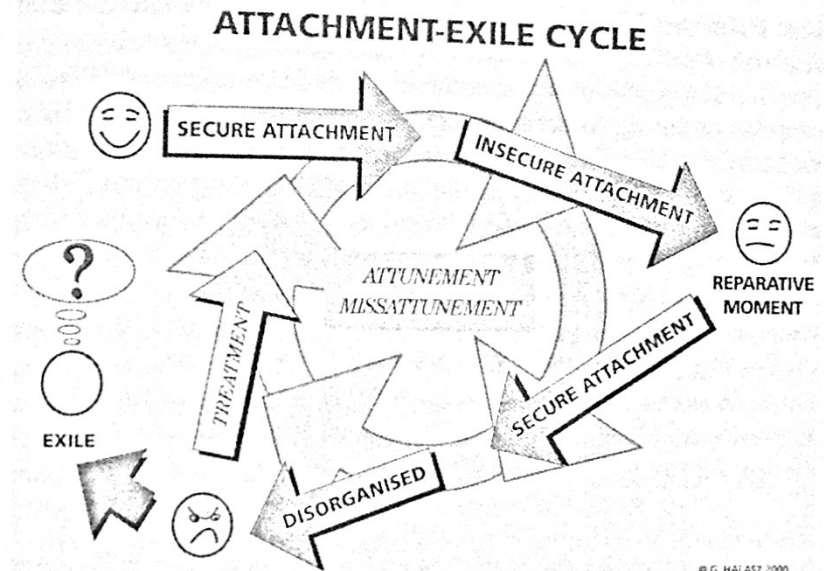 ATTACHMENT-EXILE CYCLE
SECURE ATTACHMENT
INSECURE ATTACHMENT
REPARATIVE
MOMENT
ATTUNEMENT
MISSATTUNEMENT
SECURE ATTACHMENT
DISORGANISED
TREATMENT
?
EXILE
© G. HALASZ 2000